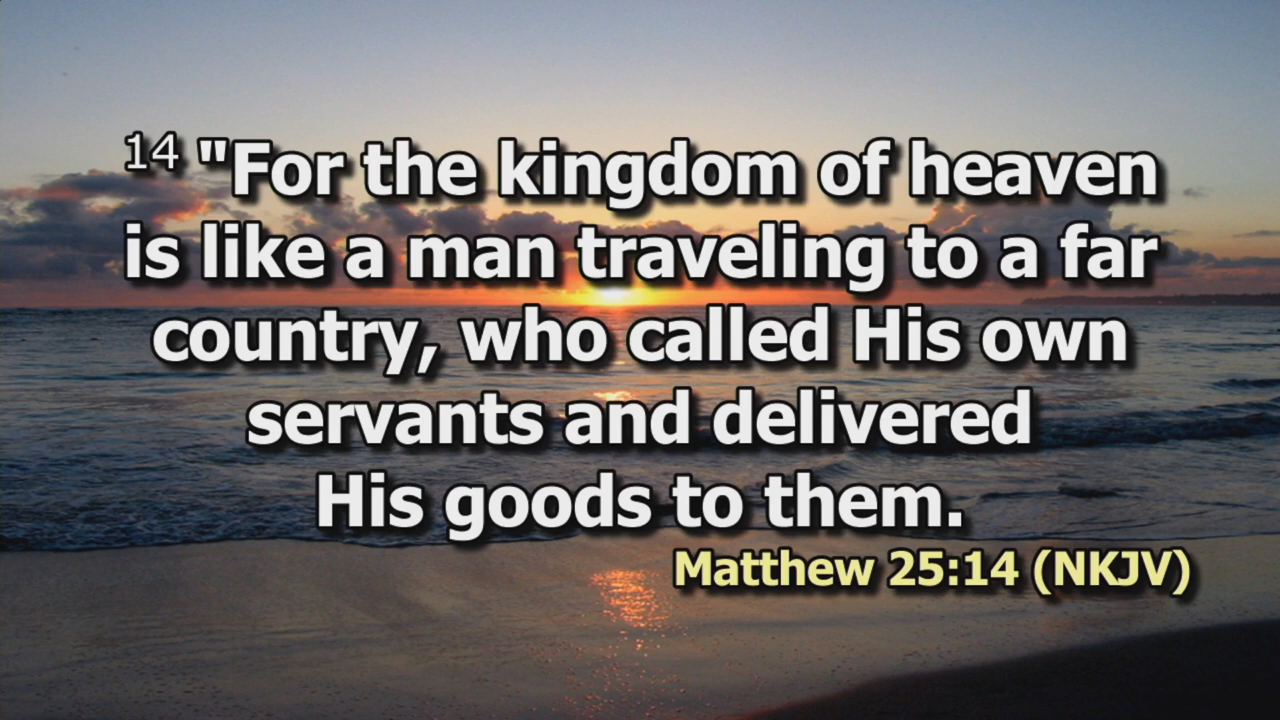 14 "For the kingdom of heaven
is like a man traveling to a far
country, who called His own
servants and delivered
His goods to them.
Matthew 25:14 (NKJV)